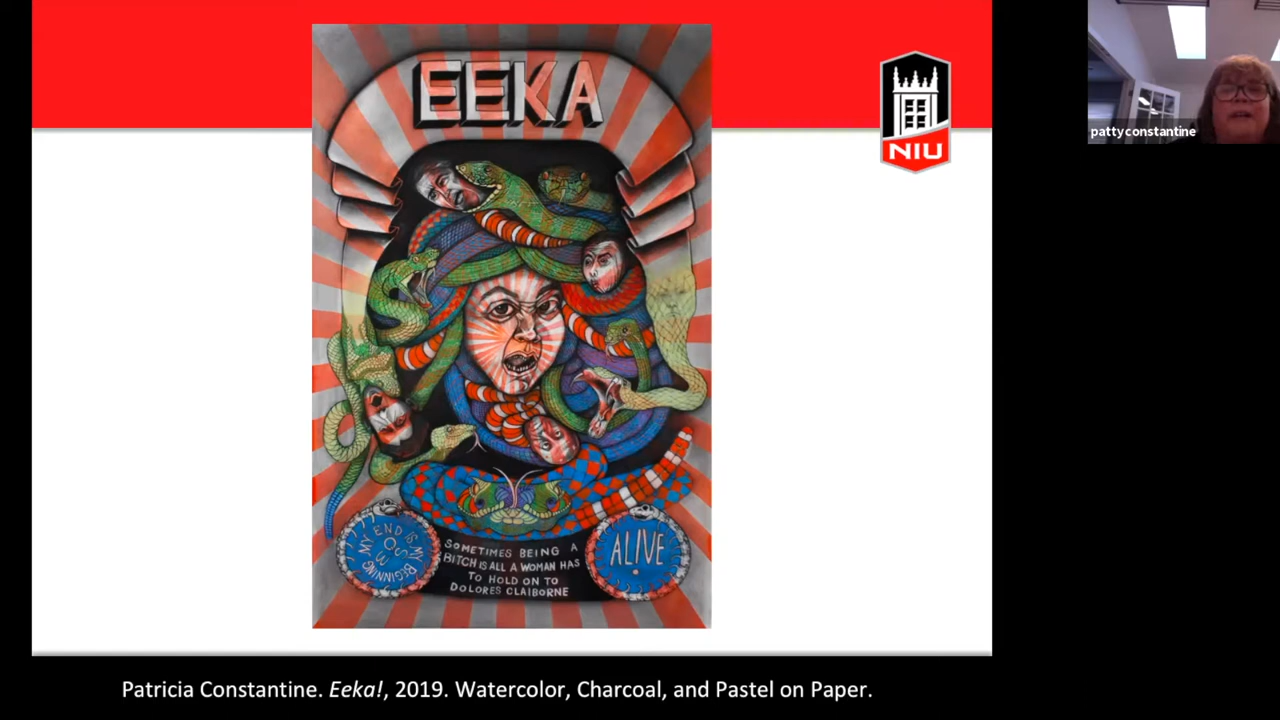 EEKA
NIU
patty constantine
MY END IS MY BEGINNING
SOMETIMES BEING A
BITCH IS ALL A WOMAN HAS
TO HOLD ON TO
DOLORES CLAIBORNE
ALIVE
Patricia Constantine. Eeka!, 2019. Watercolor, Charcoal, and Pastel on Paper.